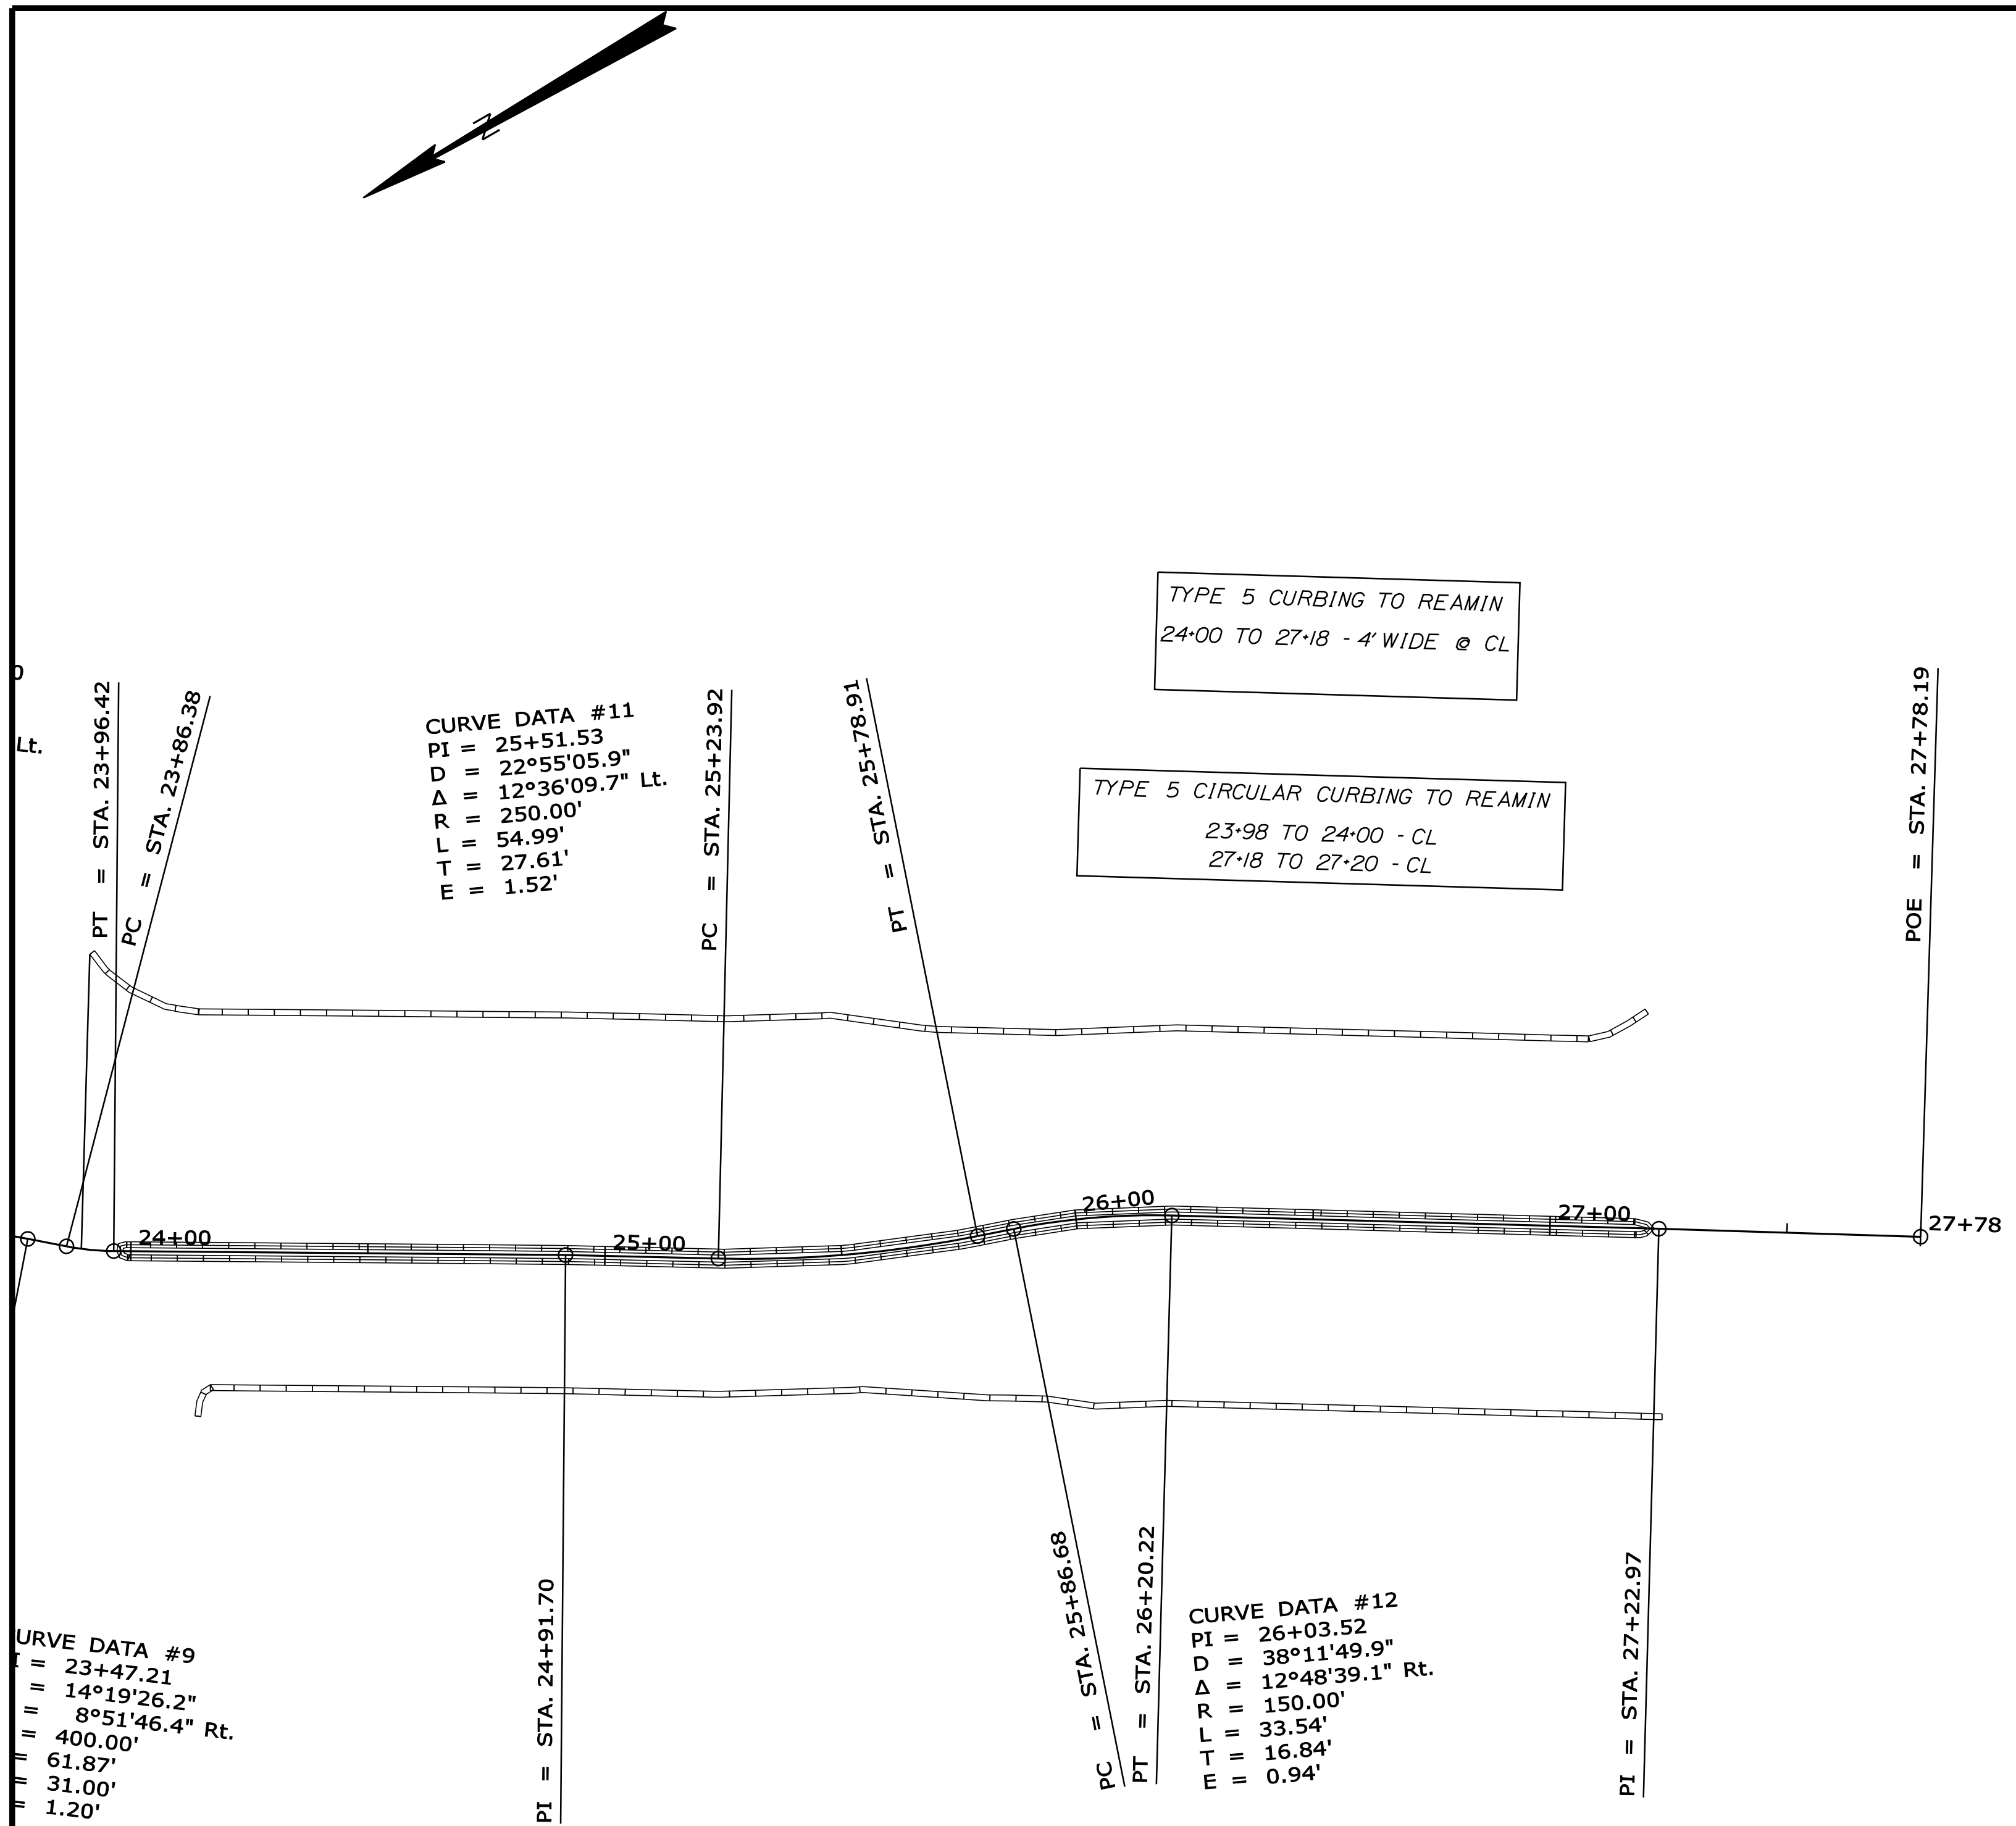 N
TYPE 5 CURBING TO REAMIN
24+00 TO 27+18 - 4' WIDE @ CL
TYPE 5 CIRCULAR CURBING TO REAMIN
23+98 TO 24+00 - CL
27+18 TO 27+20 - CL
0
Lt.
PT = STA. 23+96.42
PC = STA. 23+86.38
CURVE DATA #11
PI = 25+51.53
D = 22°55'05.9"
Δ = 12°36'09.7" Lt.
R = 250.00'
L = 54.99'
T = 27.61'
E = 1.52'
PC = STA. 25+23.92
PT = STA. 25+78.91
POE = STA. 27+78.19
24+00
25+00
26+00
27+00
27+78
URVE DATA #9
I = 23+47.21
= 14°19'26.2"
= 8°51'46.4" Rt.
= 400.00'
= 61.87'
= 31.00'
= 1.20'
PI = STA. 24+91.70
PC = STA. 25+86.68
PT = STA. 26+20.22
CURVE DATA #12
PI = 26+03.52
D = 38°11'49.9"
Δ = 12°48'39.1" Rt.
R = 150.00'
L = 33.54'
T = 16.84'
E = 0.94'
PI = STA. 27+22.97